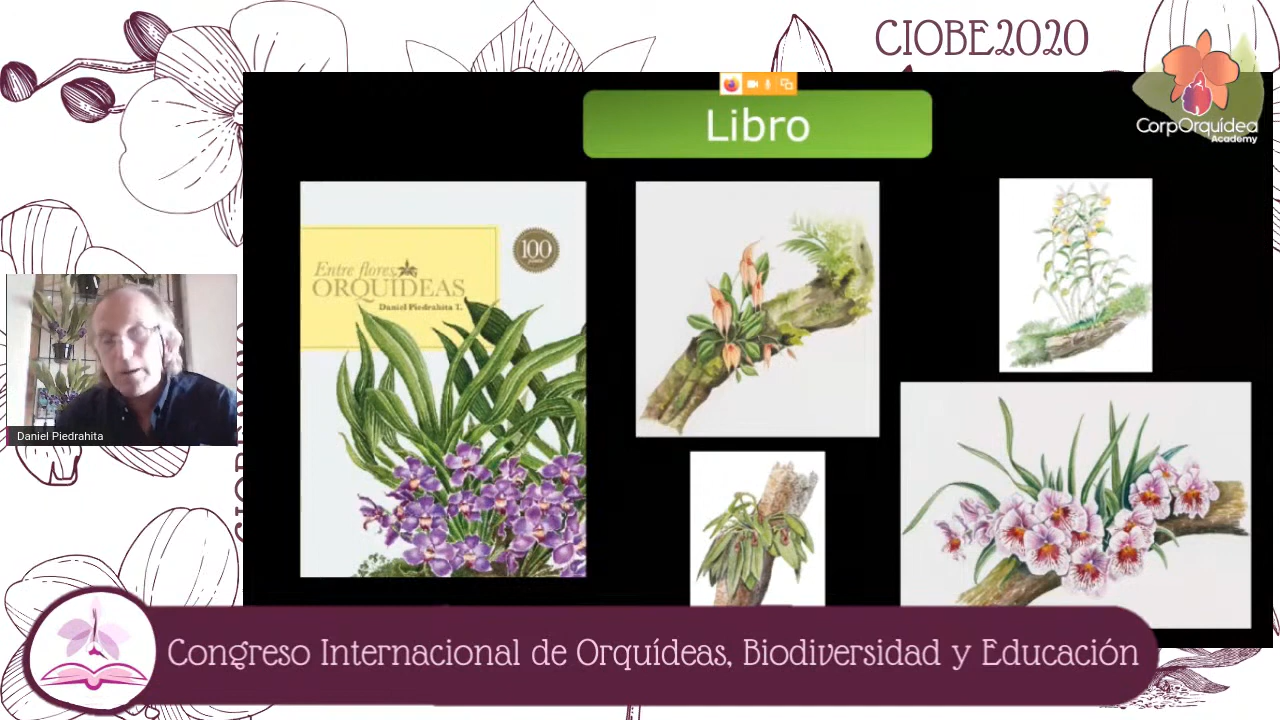 CIOBE2020
CorpOrquídea
Academy
Libro
100
Entre flores
ORQUÍDEAS
Daniel Piedrahita T.
Daniel Piedrahita
Congreso Internacional de Orquídeas, Biodiversidad y Educación